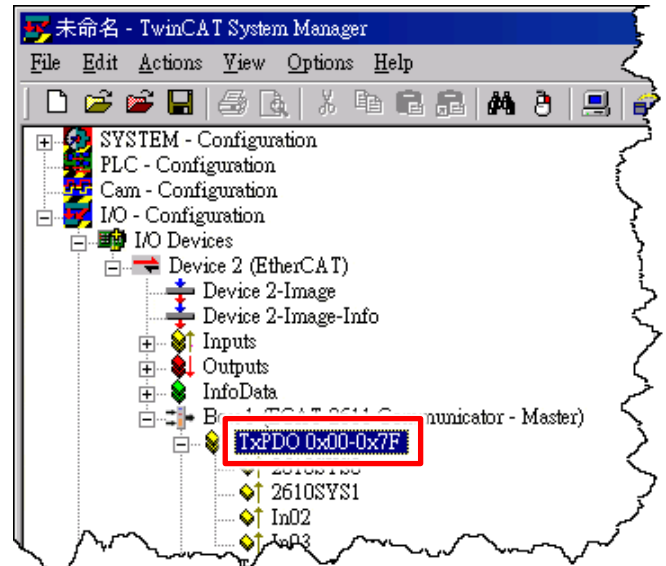 未命名 - TwinCAT System Manager
File Edit Actions View Options Help
SYSTEM - Configuration
PLC - Configuration
Cam - Configuration
I/O - Configuration
I/O Devices
Device 2 (EtherCAT)
Device 2-Image
Device 2-Image-Info
Inputs
Outputs
InfoData
Master)
TxPDO 0x00-0x7F
2610SYS1
In02
In03